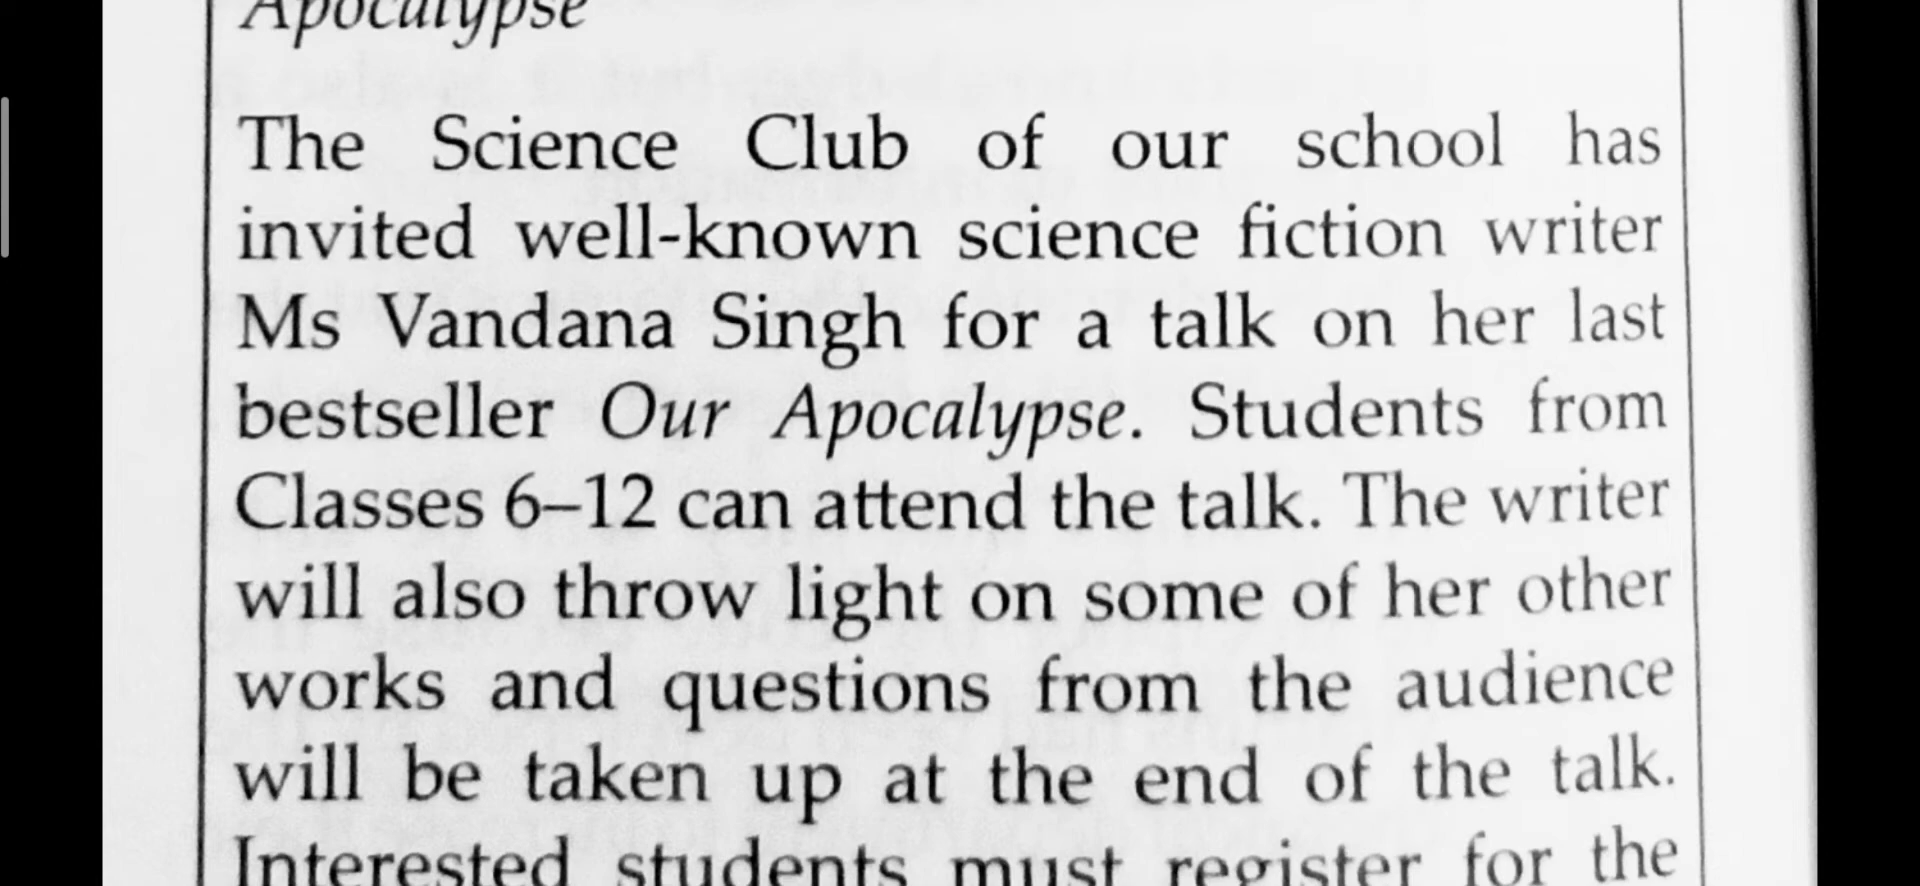 Apocalypse
The Science Club of our school has
invited well-known science fiction writer
Ms Vandana Singh for a talk on her last
bestseller Our Apocalypse. Students from
Classes 6–12 can attend the talk. The writer
will also throw light on some of her other
works and questions from the audience
will be taken up at the end of the talk.
Interested students must register for the